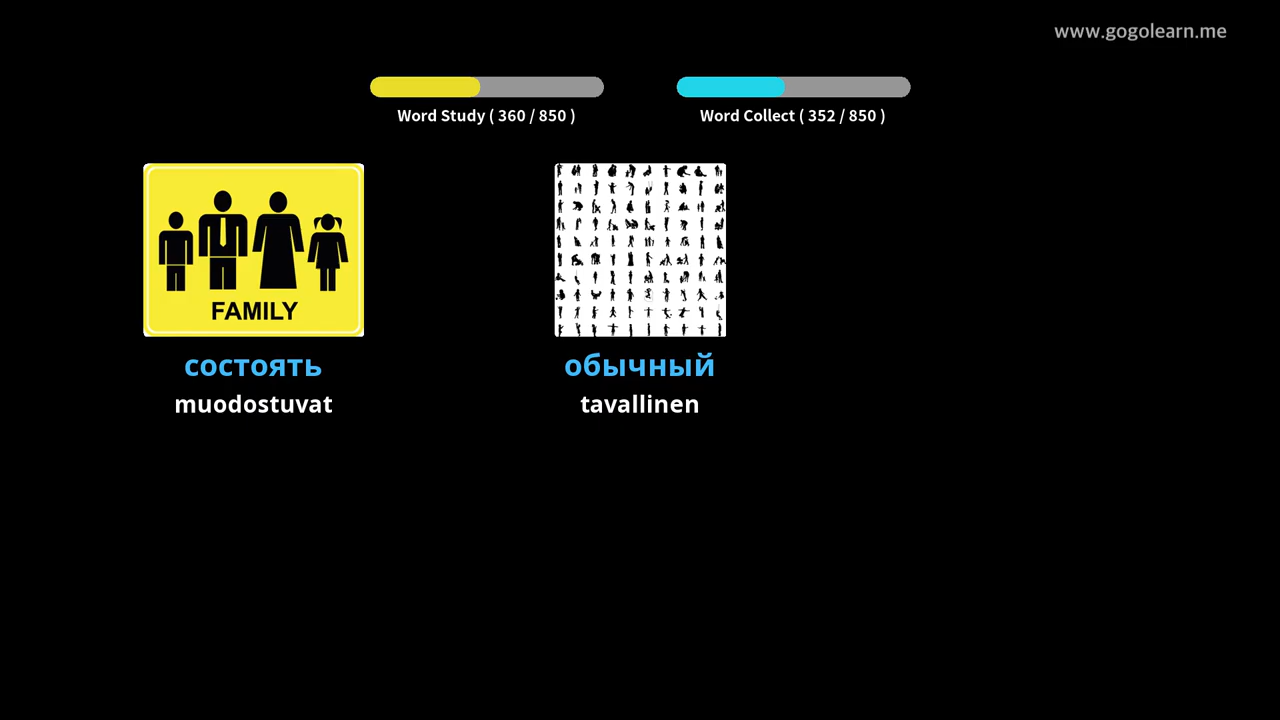 www.gogolearn.me
Word Study ( 360 / 850 )
Word Collect ( 352 / 850 )
FAMILY
состоять
muodostuvat
обычный
tavallinen